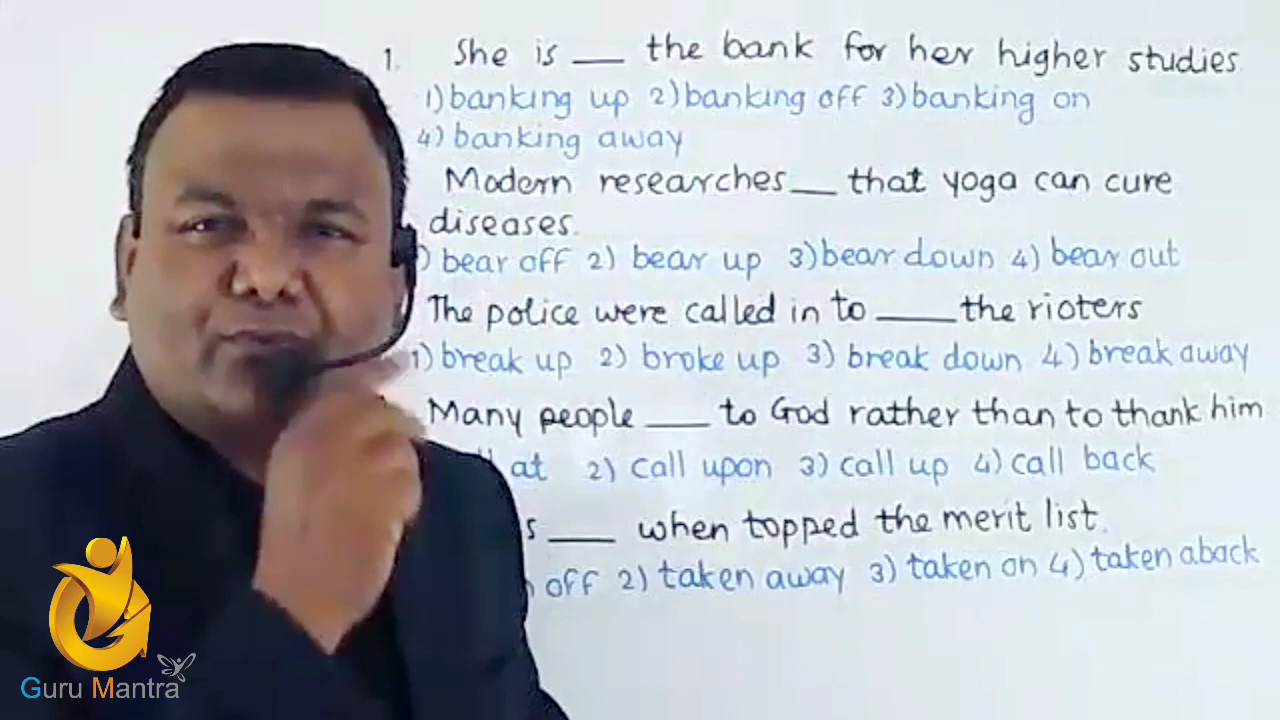 1. She is ___ the bank for her higher studies.
1) banking up 2) banking off 3) banking on
4) banking away
Modern researches ___ that yoga can cure
diseases.
) bear off 2) bear up 3) bear down 4) bear out
The police were called in to ___ the rioters
1) break up 2) broke up 3) break down 4) break away
Many people ___ to God rather than to thank him
at 2) call upon 3) call up 4) call back
s ___ when topped the merit list.
off 2) taken away 3) taken on 4) taken aback
Guru Mantra